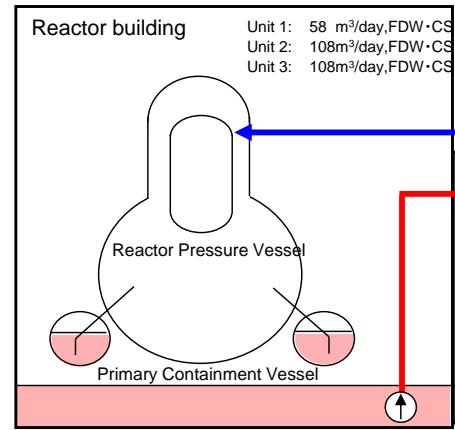 Reactor building
Unit 1: 58 m³/day,FDW・CS
Unit 2: 108m³/day,FDW・CS
Unit 3: 108m³/day,FDW・CS
Reactor Pressure Vessel
Primary Containment Vessel